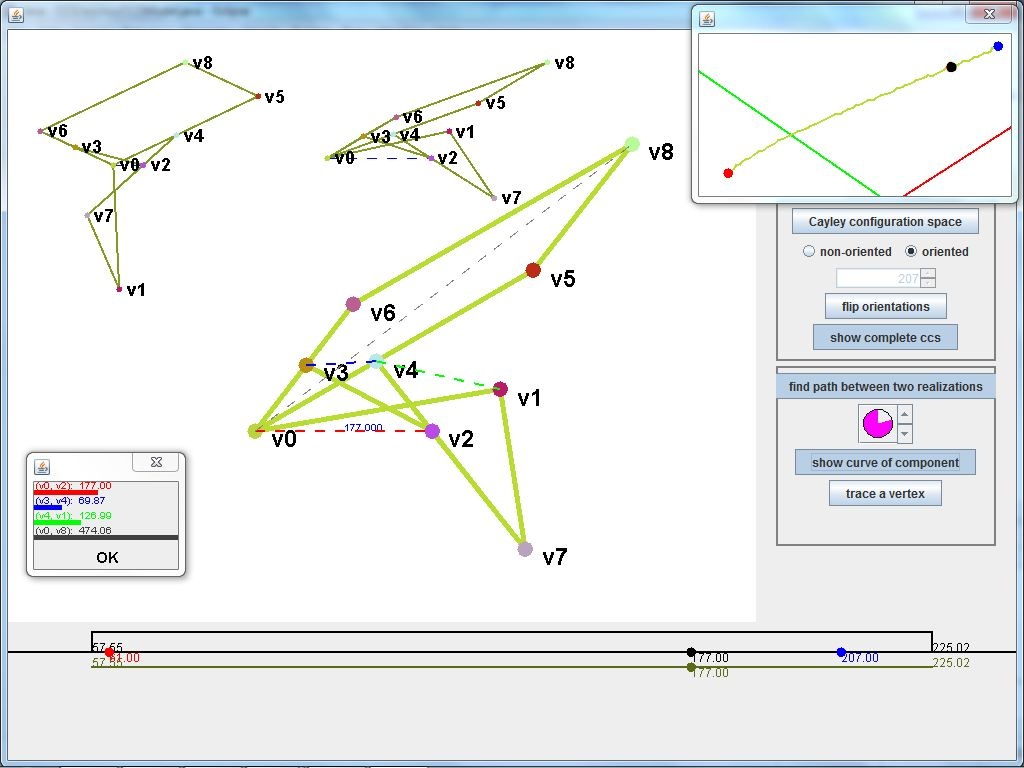 v8
v5
v6
v3
v4
v0
v2
v7
v1
v8
v5
v6
v3
v4
v1
v0
v2
v7
v8
v5
v6
v3
v4
v1
v0
177.000
v2
v7
Cayley configuration space
non-oriented
oriented
207
flip orientations
show complete ccs
find path between two realizations
show curve of component
trace a vertex
(v0, v2): 177.00
(v3, v4): 69.87
(v4, v1): 126.99
(v0, v8): 474.06
OK
57.55
225.02
177.00
207.00
57.55
225.02
177.00